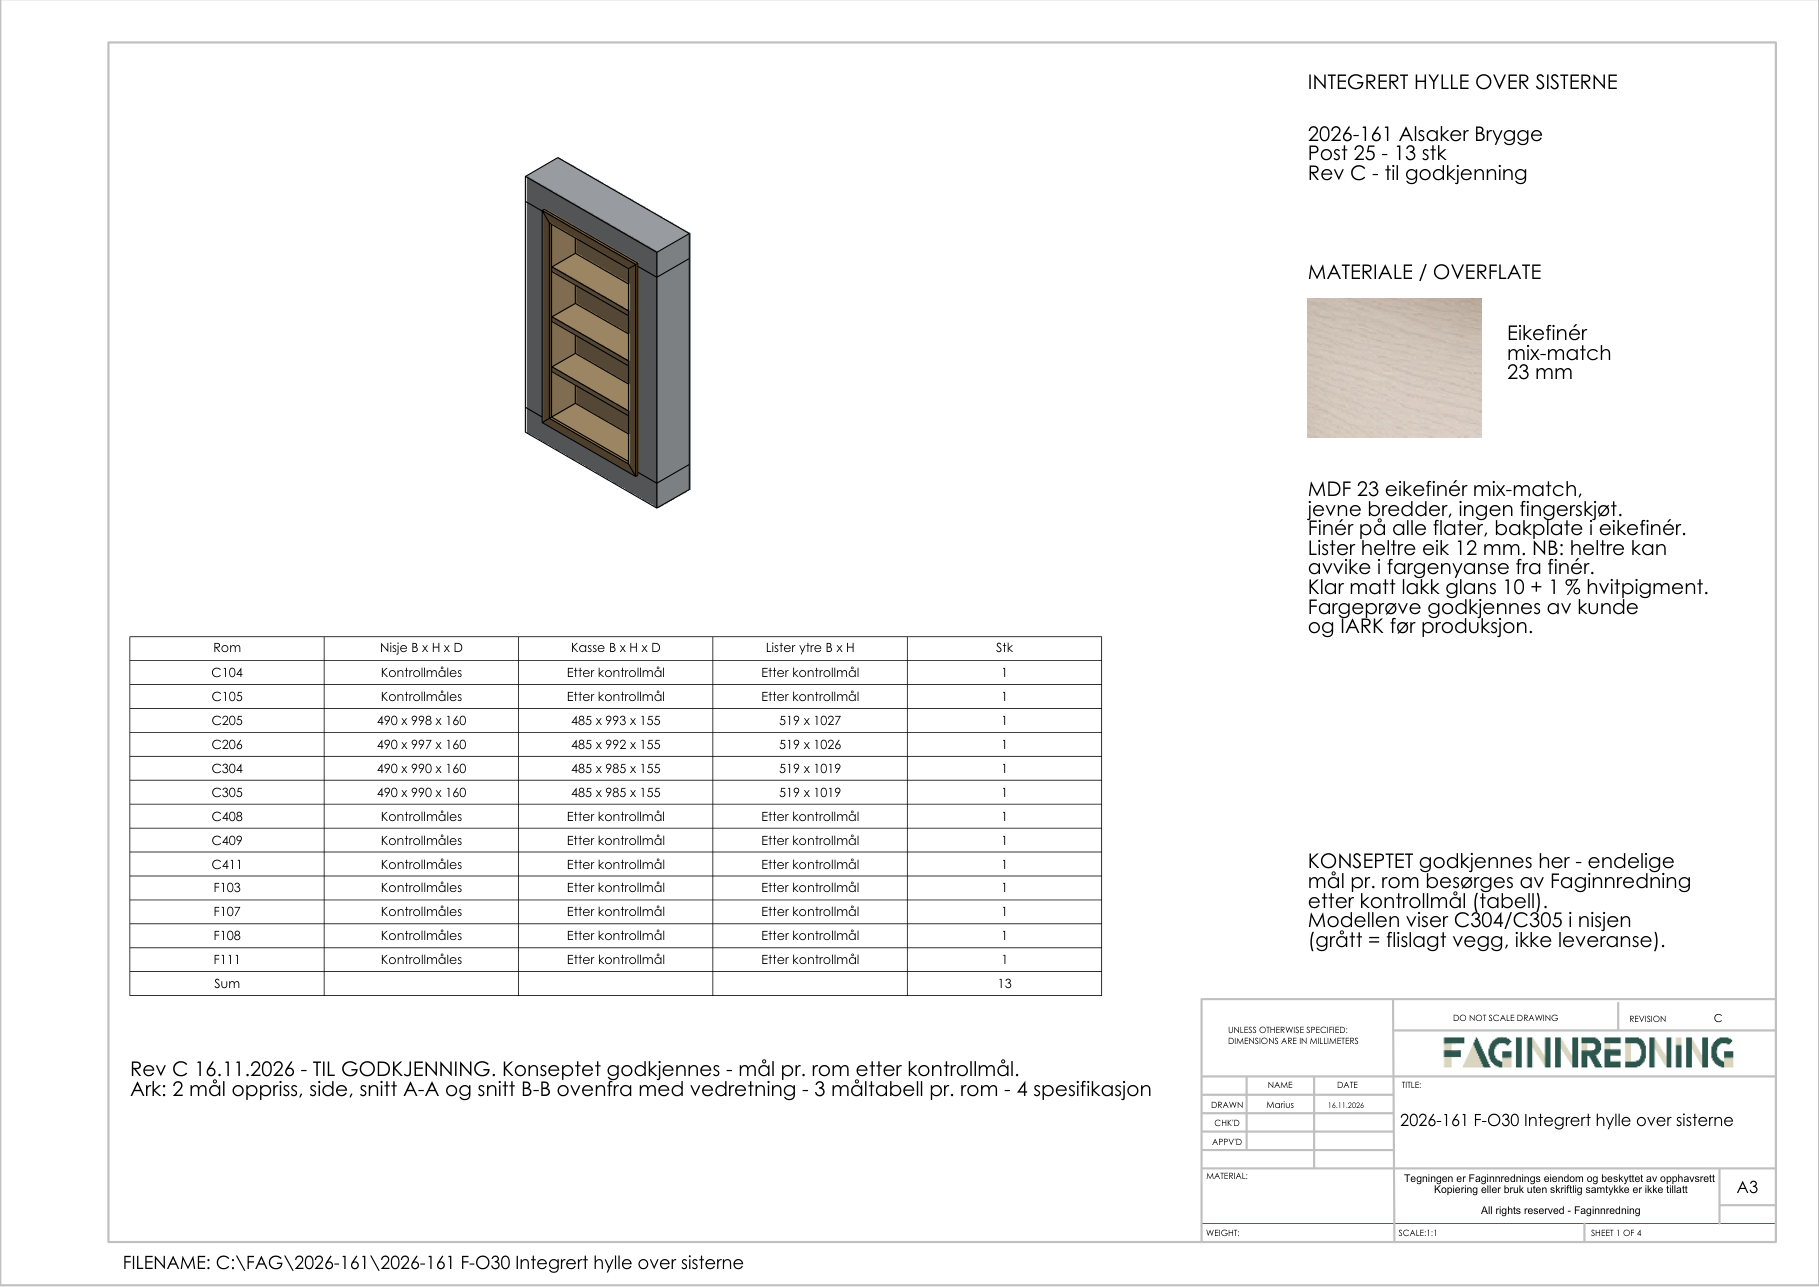 INTEGRERT HYLLE OVER SISTERNE
2026-161 Alsaker Brygge
Post 25 - 13 stk
Rev C - til godkjenning
MATERIALE / OVERFLATE
Eikefinér
mix-match
23 mm
MDF 23 eikefinér mix-match,
jevne bredder, ingen fingerskjøt.
Finér på alle flater, bakplate i eikefinér.
Lister heltre eik 12 mm. NB: heltre kan
avvike i fargenyanse fra finér.
Klar matt lakk glans 10 + 1 % hvitpigment.
Fargeprøve godkjennes av kunde
og IARK før produksjon.
Rom Nisje B x H x D Kasse B x H x D Lister ytre B x H Stk
C104 Kontrollmåles Etter kontrollmål Etter kontrollmål 1
C105 Kontrollmåles Etter kontrollmål Etter kontrollmål 1
C205 490 x 998 x 160 485 x 993 x 155 519 x 1027 1
C206 490 x 997 x 160 485 x 992 x 155 519 x 1026 1
C304 490 x 990 x 160 485 x 985 x 155 519 x 1019 1
C305 490 x 990 x 160 485 x 985 x 155 519 x 1019 1
C408 Kontrollmåles Etter kontrollmål Etter kontrollmål 1
C409 Kontrollmåles Etter kontrollmål Etter kontrollmål 1
C411 Kontrollmåles Etter kontrollmål Etter kontrollmål 1
F103 Kontrollmåles Etter kontrollmål Etter kontrollmål 1
F107 Kontrollmåles Etter kontrollmål Etter kontrollmål 1
F108 Kontrollmåles Etter kontrollmål Etter kontrollmål 1
F111 Kontrollmåles Etter kontrollmål Etter kontrollmål 1
Sum 13
KONSEPTET godkjennes her - endelige
mål pr. rom besørges av Faginnredning
etter kontrollmål (tabell).
Modellen viser C304/C305 i nisjen
(grått = flislagt vegg, ikke leveranse).
Rev C 16.11.2026 - TIL GODKJENNING. Konseptet godkjennes - mål pr. rom etter kontrollmål.
Ark: 2 mål oppriss, side, snitt A-A og snitt B-B ovenfra med vedretning - 3 måltabell pr. rom - 4 spesifikasjon
UNLESS OTHERWISE SPECIFIED:
DIMENSIONS ARE IN MILLIMETERS
DO NOT SCALE DRAWING
REVISION C
FAGINNREDNING
NAME DATE
DRAWN Marius 16.11.2026
CHK'D
APPV'D
TITLE:
2026-161 F-O30 Integrert hylle over sisterne
MATERIAL:
Tegningen er Faginnrednings eiendom og beskyttet av opphavsrett
Kopiering eller bruk uten skriftlig samtykke er ikke tillatt
All rights reserved - Faginnredning
A3
WEIGHT:
SCALE:1:1
SHEET 1 OF 4
FILENAME: C:\FAG\2026-161\2026-161 F-O30 Integrert hylle over sisterne